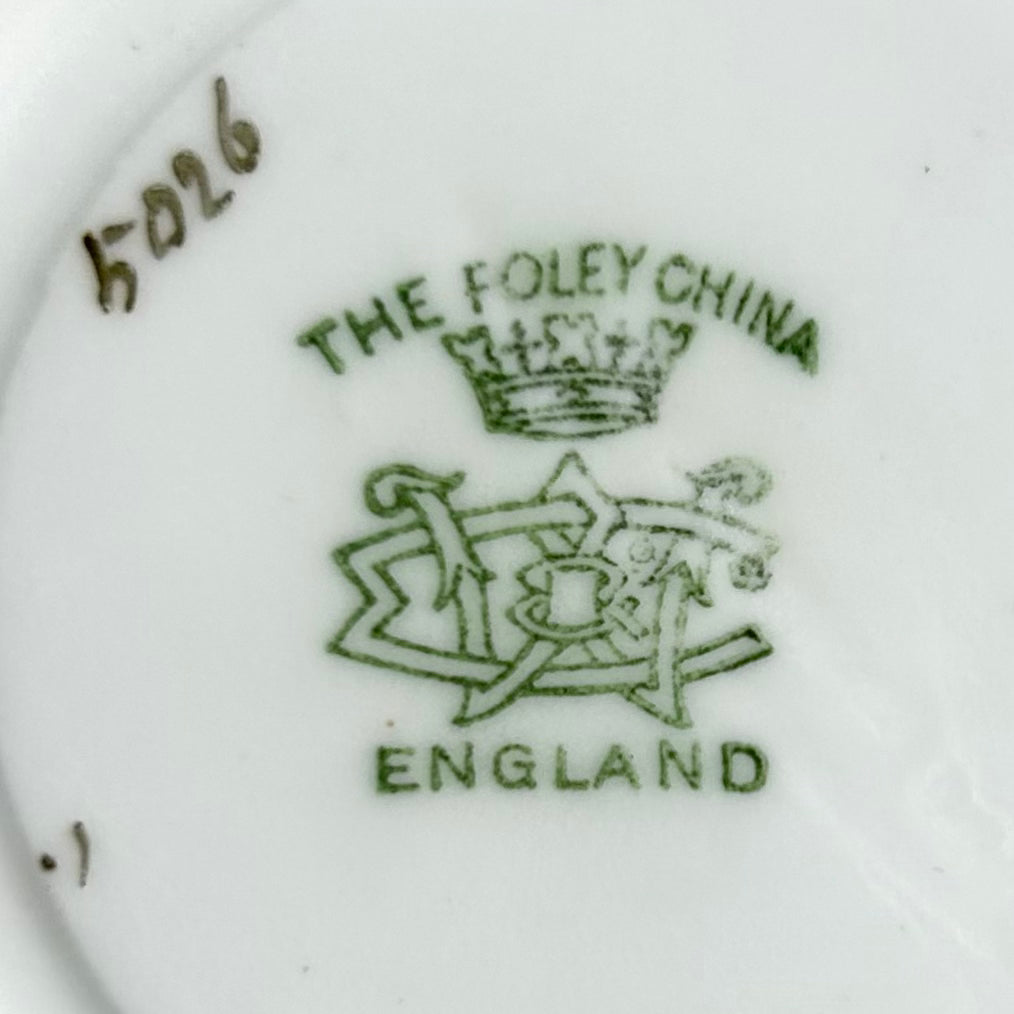 5026
THE FOLEY CHINA
ENGLAND